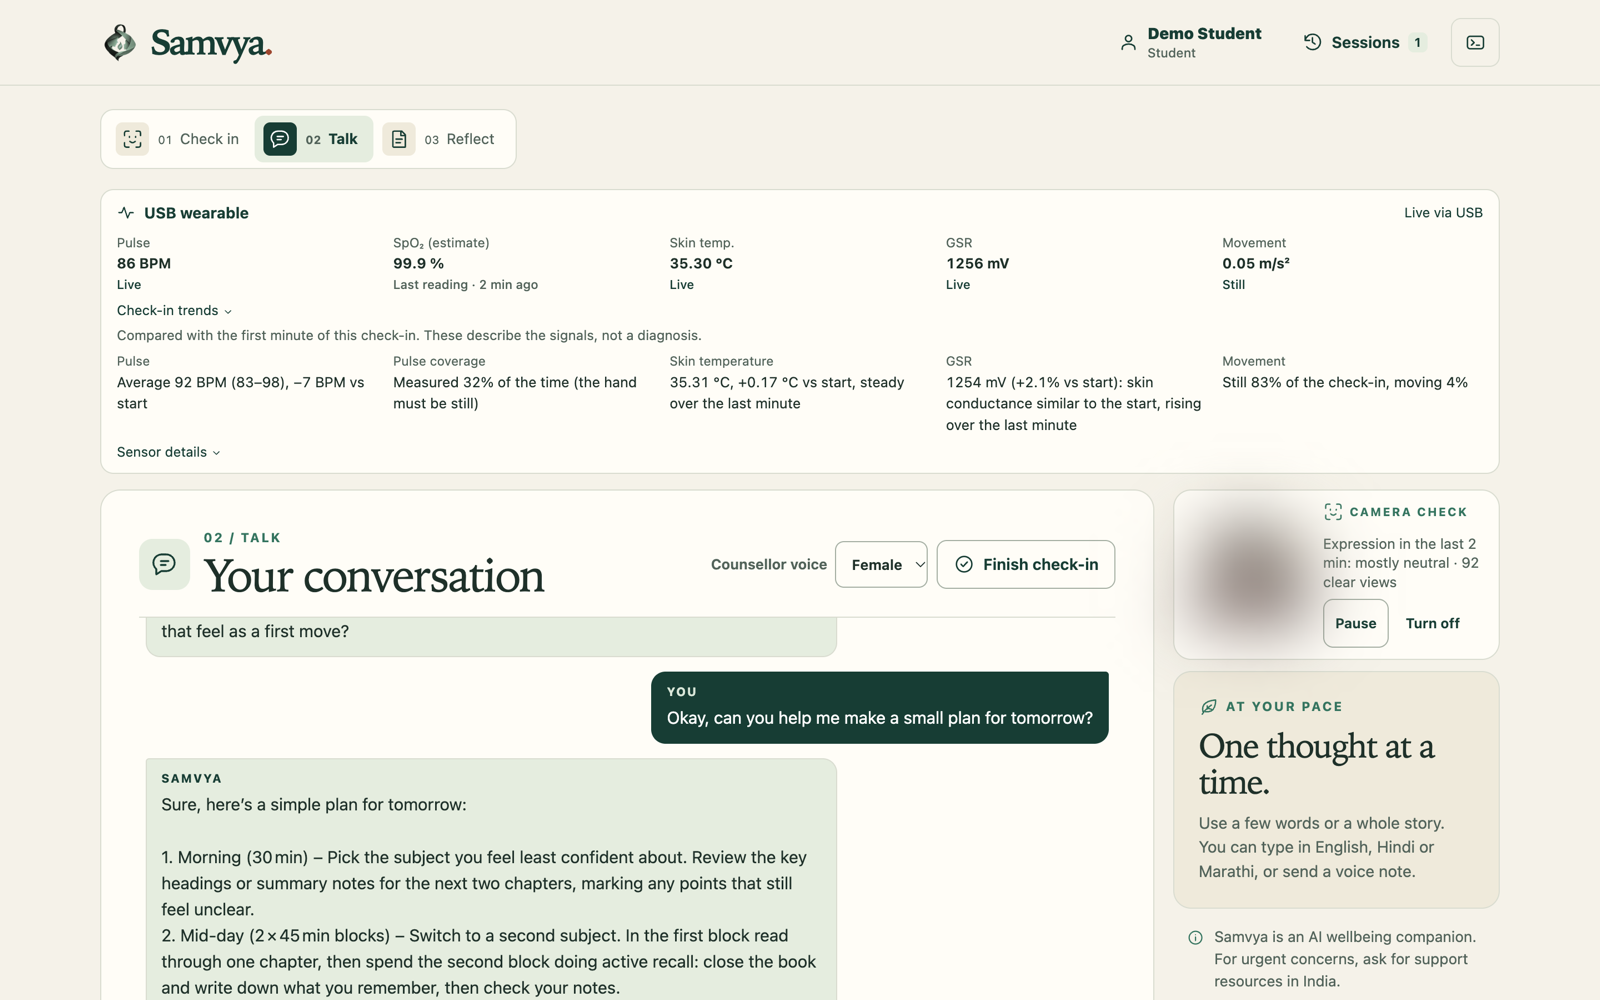 Samvya.
Demo Student
Student
Sessions 1
01 Check in
02 Talk
03 Reflect
USB wearable
Live via USB
Pulse
86 BPM
Live
SpO₂ (estimate)
99.9 %
Last reading · 2 min ago
Skin temp.
35.30 °C
Live
GSR
1256 mV
Live
Movement
0.05 m/s²
Still
Check-in trends
Compared with the first minute of this check-in. These describe the signals, not a diagnosis.
Pulse
Average 92 BPM (83–98), −7 BPM vs
start
Pulse coverage
Measured 32% of the time (the hand
must be still)
Skin temperature
35.31 °C, +0.17 °C vs start, steady
over the last minute
GSR
1254 mV (+2.1% vs start): skin
conductance similar to the start, rising
over the last minute
Movement
Still 83% of the check-in, moving 4%
Sensor details
02 / TALK
Your conversation
Counsellor voice
Female
Finish check-in
that feel as a first move?
YOU
Okay, can you help me make a small plan for tomorrow?
SAMVYA
Sure, here’s a simple plan for tomorrow:
1. Morning (30 min) – Pick the subject you feel least confident about. Review the key
headings or summary notes for the next two chapters, marking any points that still
feel unclear.
2. Mid-day (2 × 45 min blocks) – Switch to a second subject. In the first block read
through one chapter, then spend the second block doing active recall: close the book
and write down what you remember, then check your notes.
CAMERA CHECK
Expression in the last 2
min: mostly neutral · 92
clear views
Pause
Turn off
AT YOUR PACE
One thought at a
time.
Use a few words or a whole story.
You can type in English, Hindi or
Marathi, or send a voice note.
Samvya is an AI wellbeing companion.
For urgent concerns, ask for support
resources in India.